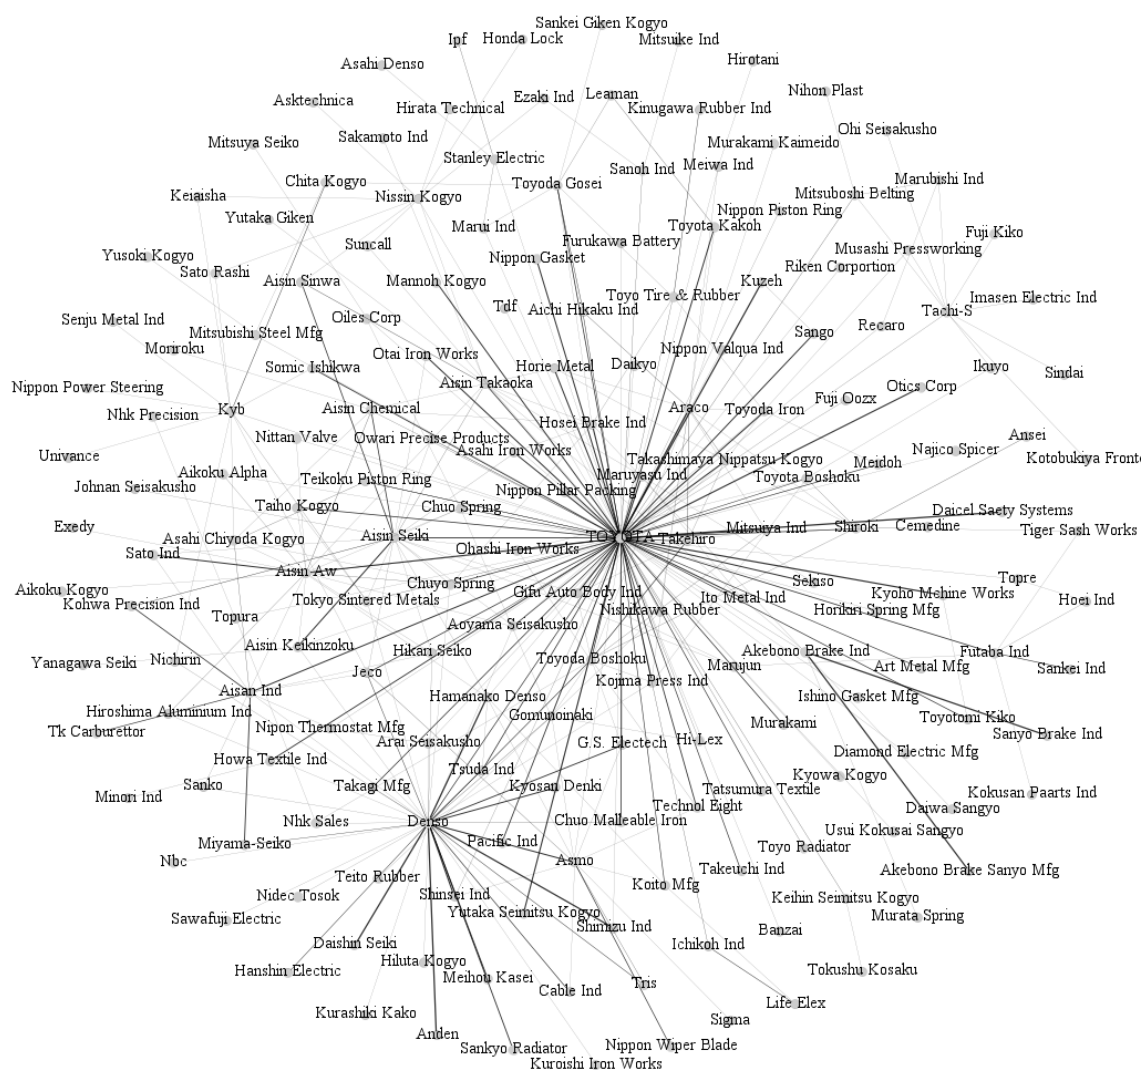 Sankei Giken Kogyo
Ipf
Honda Lock
Mitsuike Ind
Asahi Denso
Hirotani
Asktechnica
Hirata Technical
Ezaki Ind
Leaman
Kinugawa Rubber Ind
Nihon Plast
Mitsuya Seiko
Sakamoto Ind
Stanley Electric
Sanoh Ind
Meiwa Ind
Murakami Kaimeido
Ohi Seisakusho
Keiaisha
Chita Kogyo
Nissin Kogyo
Toyoda Gosei
Mitsuboshi Belting
Marubishi Ind
Yutaka Giken
Marui Ind
Toyota Kakoh
Nippon Piston Ring
Fuji Kiko
Yusoki Kogyo
Sato Rashi
Suncall
Nippon Gasket
Furukawa Battery
Riken Corportion
Musashi Pressworking
Aisin Sinwa
Mannoh Kogyo
Toyo Tire & Rubber
Kuzeh
Imasen Electric Ind
Senju Metal Ind
Mitsubishi Steel Mfg
Oiles Corp
Tdf
Aichi Hikaku Ind
Sango
Recaro
Tachi-S
Moriroku
Somic Ishikwa
Otai Iron Works
Horie Metal
Daikyo
Nippon Valqua Ind
Ikuyo
Sindai
Nippon Power Steering
Aisin Takaoka
Otics Corp
Nhk Precision
Kyb
Aisin Chemical
Hosei Brake Ind
Araco
Toyoda Iron
Fuji Oozx
Univance
Nittan Valve
Owari Precise Products
Asahi Iron Works
Takashimaya Nippatsu Kogyo
Najico Spicer
Ansei
Kotobukiya Fronte
Johnan Seisakusho
Aikoku Alpha
Teikoku Piston Ring
Nippon Pillar Packing
Maruyasu Ind
Toyota Boshoku
Meidoh
Exedy
Taiho Kogyo
Chuo Spring
Daicel Saety Systems
Sato Ind
Asahi Chiyoda Kogyo
Aisin Seiki
Ohashi Iron Works
TOYOTA
Takehiro
Mitsuiya Ind
Shiroki
Cemedine
Tiger Sash Works
Aikoku Kogyo
Aisin Aw
Chuyo Spring
Gifu Auto Body Ind
Sekiso
Topre
Kohwa Precision Ind
Topura
Tokyo Sintered Metals
Aoyama Seisakusho
Nishikawa Rubber
Ito Metal Ind
Horikiri Spring Mfg
Kyoho Mchine Works
Hoei Ind
Yanagawa Seiki
Nichirin
Aisin Keikinzoku
Hikari Seiko
Toyoda Boshoku
Marujun
Akebono Brake Ind
Art Metal Mfg
Futaba Ind
Sankei Ind
Jeco
Kojima Press Ind
Hiroshima Aluminium Ind
Aisan Ind
Hamanako Denso
Gomunoinaki
Ishino Gasket Mfg
Tk Carburettor
Nipon Thermostat Mfg
Arai Seisakusho
G.S. Electech
Hi-Lex
Murakami
Toyotomi Kiko
Sanyo Brake Ind
Howa Textile Ind
Tsuda Ind
Diamond Electric Mfg
Minori Ind
Sanko
Takagi Mfg
Kyosan Denki
Tatsumura Textile
Kyowa Kogyo
Kokusan Paarts Ind
Nhk Sales
Denso
Chuo Malleable Iron
Technol Eight
Daiwa Sangyo
Miyama-Seiko
Pacific Ind
Toyo Radiator
Usui Kokusai Sangyo
Nbc
Teito Rubber
Asmo
Takeuchi Ind
Akebono Brake Sanyo Mfg
Nidec Tosok
Shinsei Ind
Koito Mfg
Keihin Seimitsu Kogyo
Sawafuji Electric
Yutaka Seimitsu Kogyo
Shimizu Ind
Banzai
Murata Spring
Daishin Seiki
Ichikoh Ind
Hanshin Electric
Hiluta Kogyo
Meihou Kasei
Cable Ind
Tris
Tokushu Kosaku
Kurashiki Kako
Life Elex
Anden
Sigma
Sankyo Radiator
Nippon Wiper Blade
Kuroishi Iron Works